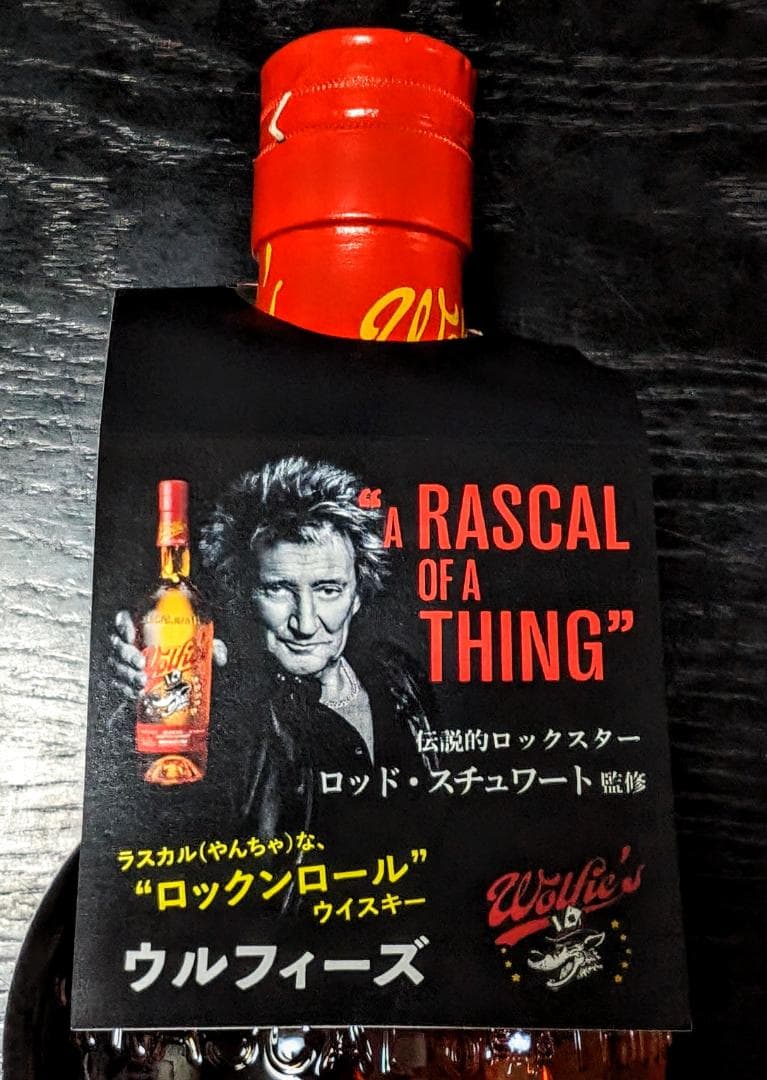 Wo
“A RASCAL
OF A
THING”
Wolfie's
伝説的ロックスター
ロッド・スチュワート 監修
ラスカル(やんちゃ)な、
“ロックンロール”
ウイスキー
ウルフィーズ
Wolfie's